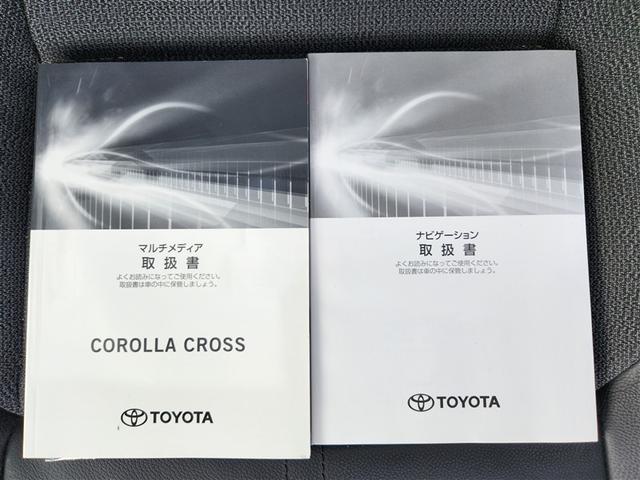 マルチメディア
取扱書
よくお読みになってご使用ください。
取扱書は車の中に保管しましょう。
COROLLA CROSS
TOYOTA
ナビゲーション
取扱書
よくお読みになってご使用ください。
取扱書は車の中に保管しましょう。
TOYOTA